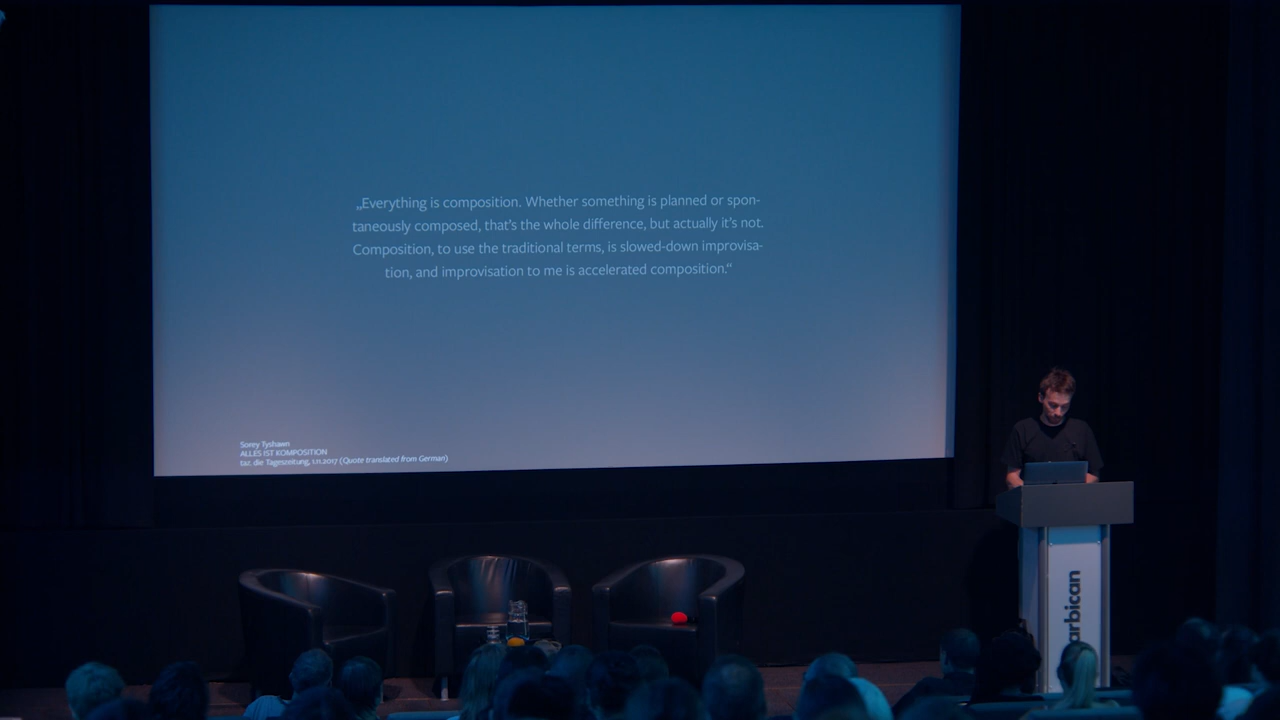 „Everything is composition. Whether something is planned or spon-
taneously composed, that's the whole difference, but actually it's not.
Composition, to use the traditional terms, is slowed-down improvisa-
tion, and improvisation to me is accelerated composition.“
Sorey Tyshawn
ALLES IST KOMPOSITION
taz. die Tageszeitung, 1.11.2017 (Quote translated from German)
arbican